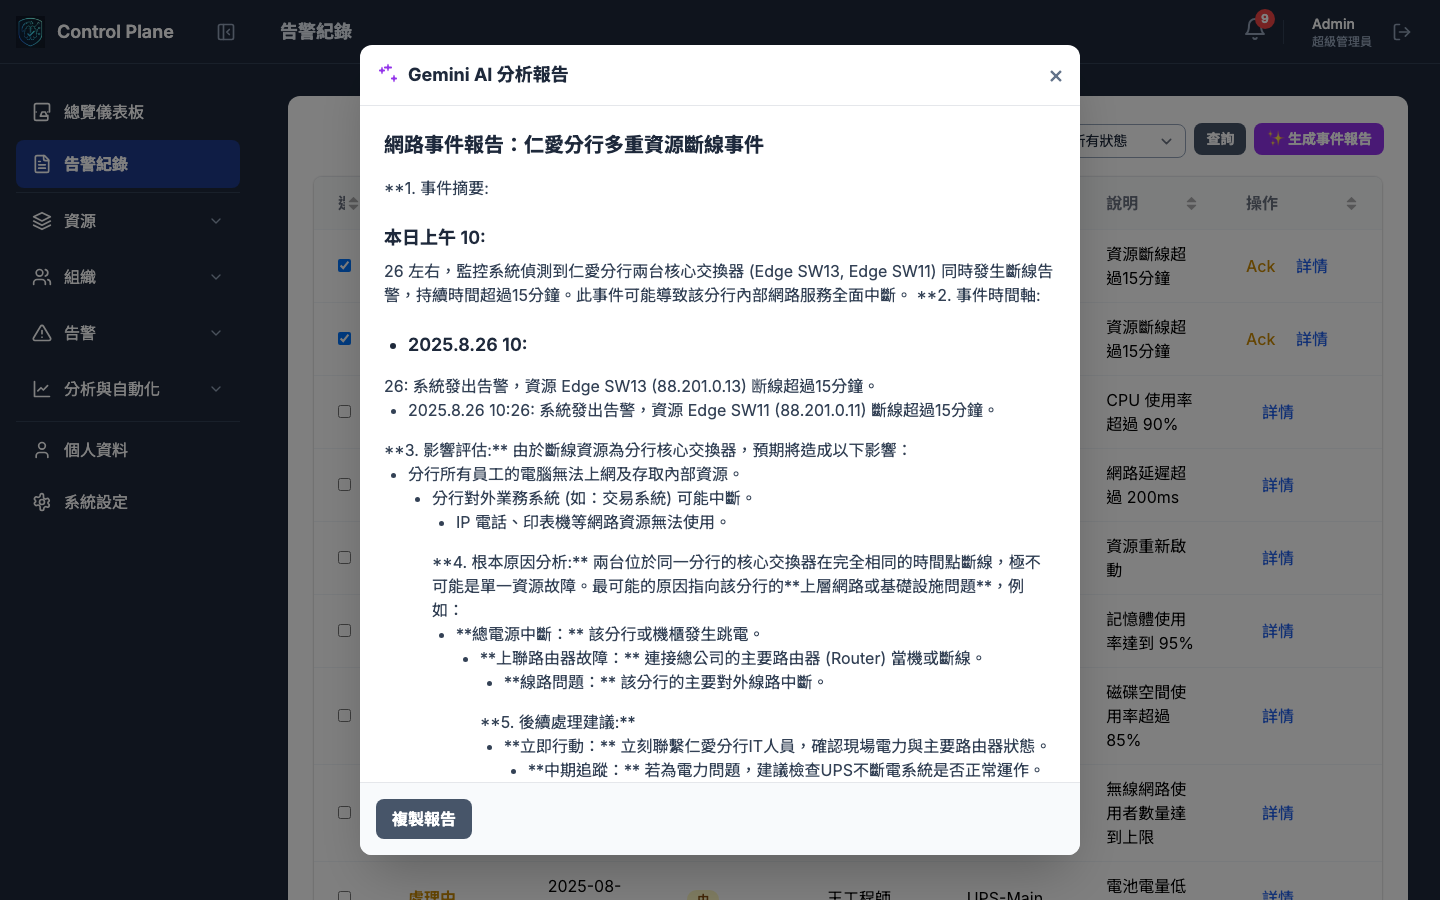 Control Plane
告警紀錄
9
Admin
超級管理員
總覽儀表板
告警紀錄
資源
組織
告警
分析與自動化
個人資料
系統設定
Gemini AI 分析報告
網路事件報告：仁愛分行多重資源斷線事件
**1. 事件摘要:
本日上午 10:
26 左右，監控系統偵測到仁愛分行兩台核心交換器 (Edge SW13, Edge SW11) 同時發生斷線告
警，持續時間超過15分鐘。此事件可能導致該分行內部網路服務全面中斷。 **2. 事件時間軸:
• 2025.8.26 10:
26: 系統發出告警，資源 Edge SW13 (88.201.0.13) 断線超過15分鐘。
• 2025.8.26 10:26: 系統發出告警，資源 Edge SW11 (88.201.0.11) 斷線超過15分鐘。
**3. 影響評估:** 由於斷線資源為分行核心交換器，預期將造成以下影響：
• 分行所有員工的電腦無法上網及存取內部資源。
• 分行對外業務系統 (如：交易系統) 可能中斷。
• IP 電話、印表機等網路資源無法使用。
**4. 根本原因分析:** 兩台位於同一分行的核心交換器在完全相同的時間點斷線，極不
可能是單一資源故障。最可能的原因指向該分行的**上層網路或基礎設施問題**，例
如：
• **總電源中斷：** 該分行或機櫃發生跳電。
• **上聯路由器故障：** 連接總公司的主要路由器 (Router) 當機或斷線。
• **線路問題：** 該分行的主要對外線路中斷。
**5. 後續處理建議:**
• **立即行動：** 立刻聯繫仁愛分行IT人員，確認現場電力與主要路由器狀態。
• **中期追蹤：** 若為電力問題，建議檢查UPS不斷電系統是否正常運作。
複製報告
所有狀態
查詢
✨ 生成事件報告
說明
操作
資源斷線超
過15分鐘
Ack 詳情
資源斷線超
過15分鐘
Ack 詳情
CPU 使用率
超過 90%
詳情
網路延遲超
過 200ms
詳情
資源重新啟
動
詳情
記憶體使用
率達到 95%
詳情
磁碟空間使
用率超過
85%
詳情
無線網路使
用者數量達
到上限
詳情
處理中
2025-08-
中
王工程師
UPS-Main
電池電量低
詳情